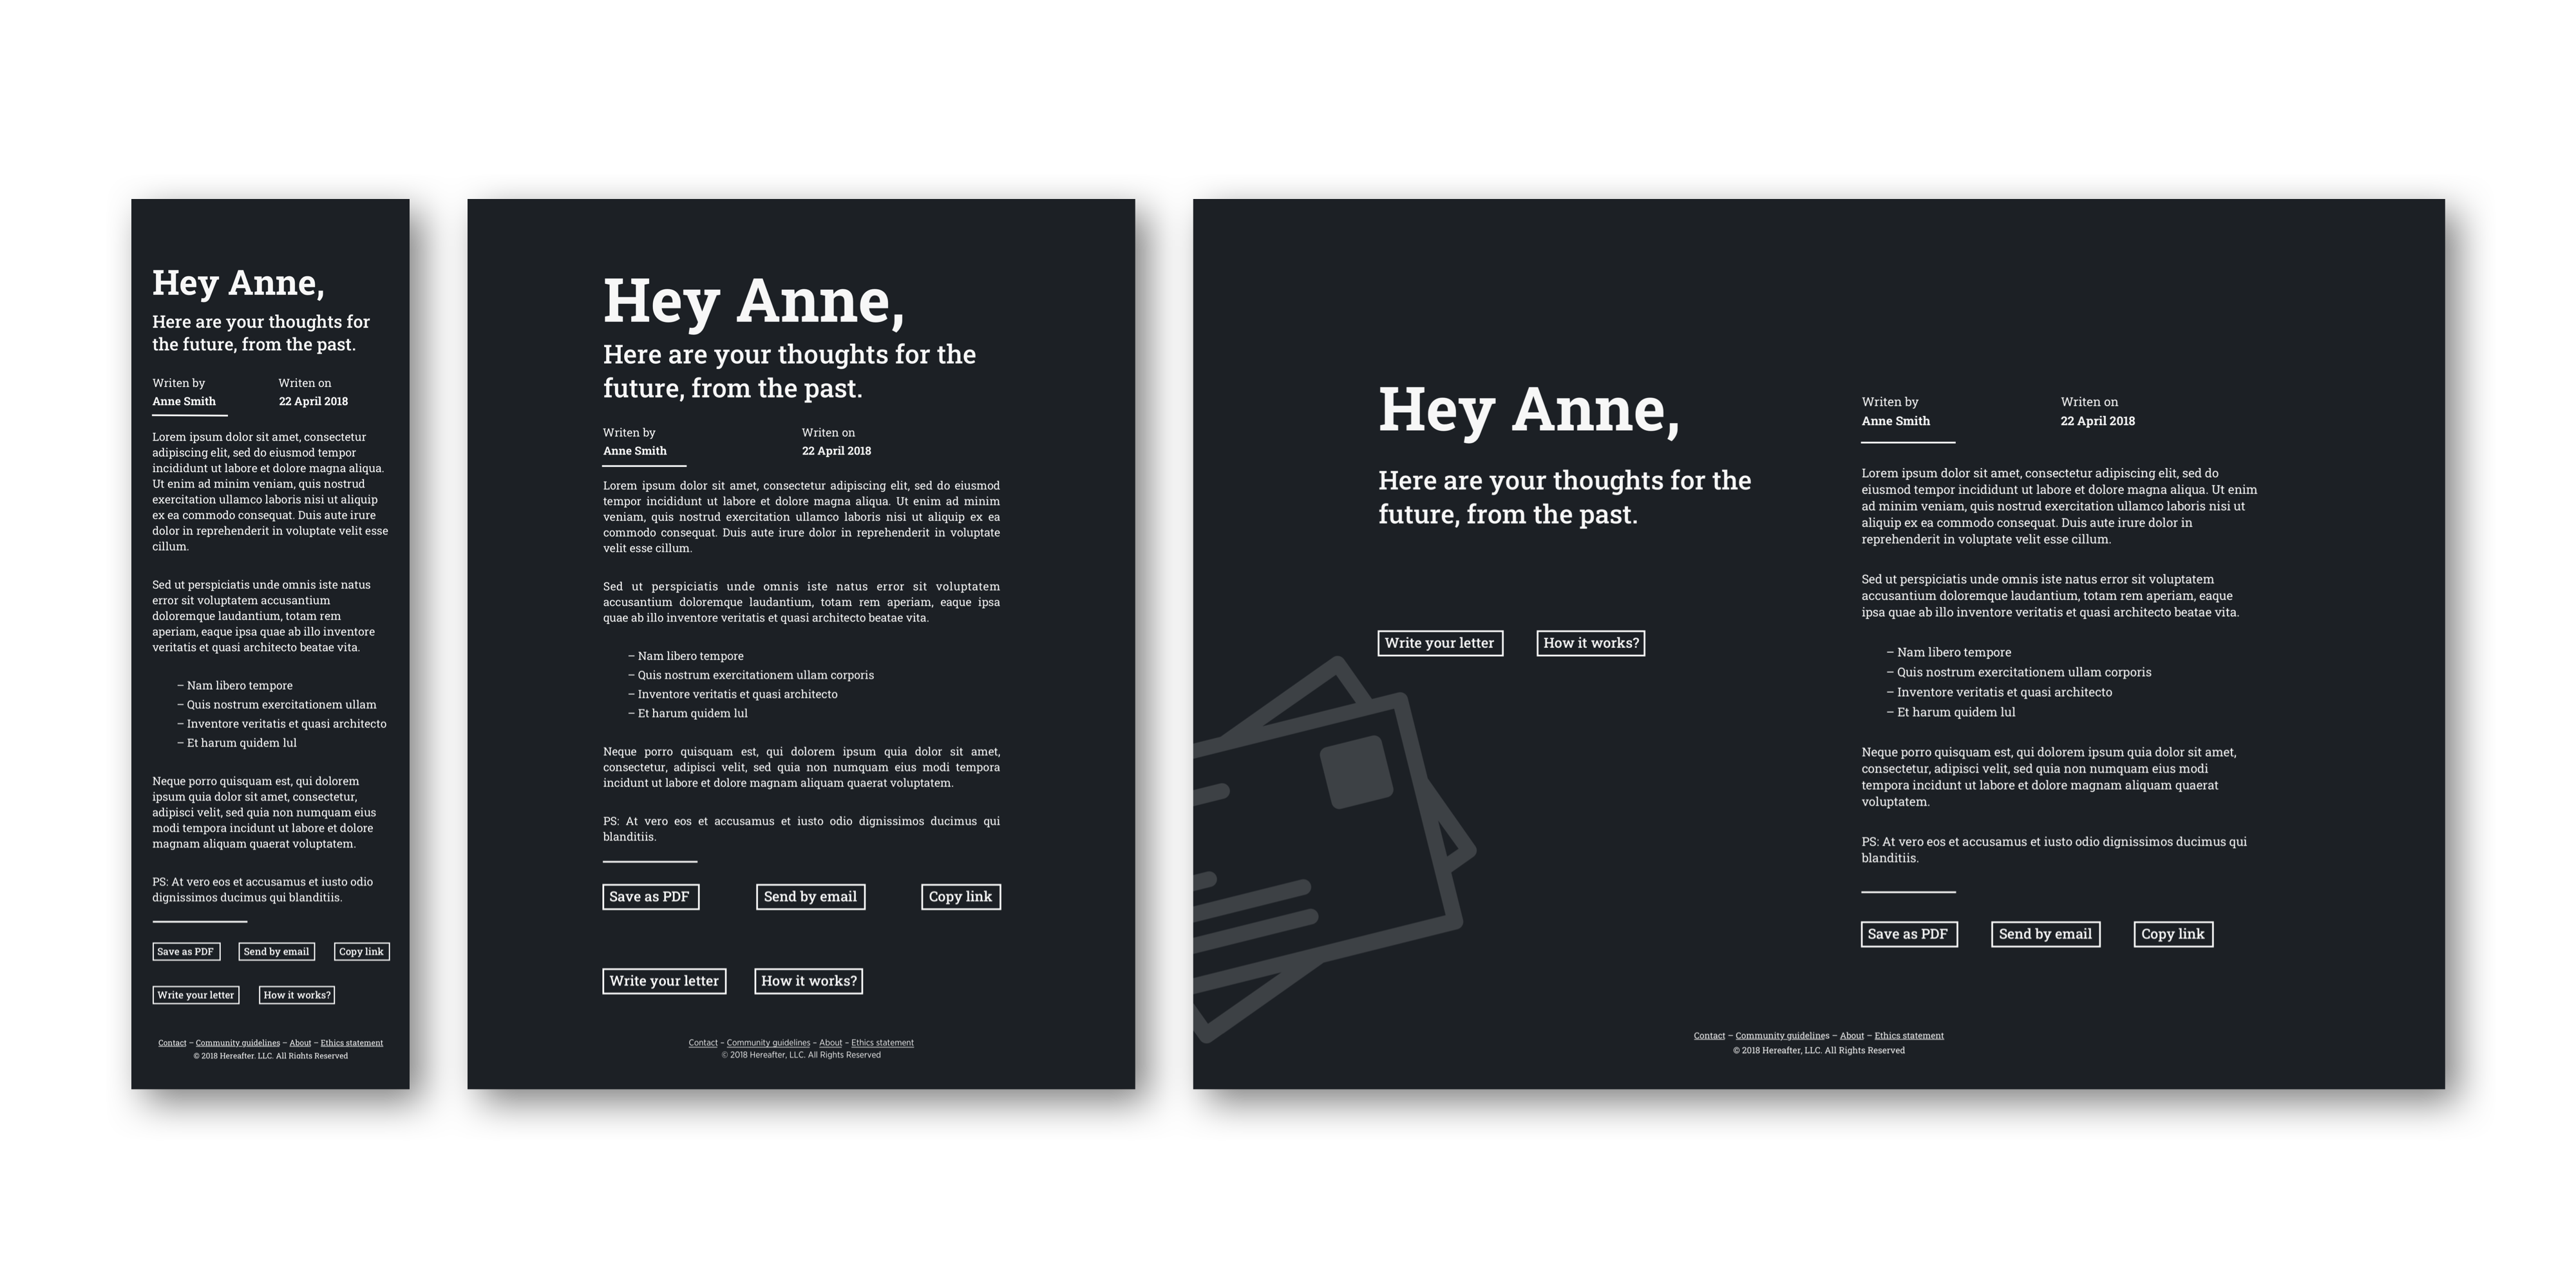 Hey Anne,
Here are your thoughts for
the future, from the past.
Writen by
Writen on
Anne Smith
22 April 2018
Lorem ipsum dolor sit amet, consectetur
adipiscing elit, sed do eiusmod tempor
incididunt ut labore et dolore magna aliqua.
Ut enim ad minim veniam, quis nostrud
exercitation ullamco laboris nisi ut aliquip
ex ea commodo consequat. Duis aute irure
dolor in reprehenderit in voluptate velit esse
cillum.
Sed ut perspiciatis unde omnis iste natus
error sit voluptatem accusantium
doloremque laudantium, totam rem
aperiam, eaque ipsa quae ab illo inventore
veritatis et quasi architecto beatae vita.
– Nam libero tempore
– Quis nostrum exercitationem ullam
– Inventore veritatis et quasi architecto
– Et harum quidem lul
Neque porro quisquam est, qui dolorem
ipsum quia dolor sit amet, consectetur,
adipisci velit, sed quia non numquam eius
modi tempora incidunt ut labore et dolore
magnam aliquam quaerat voluptatem.
PS: At vero eos et accusamus et iusto odio
dignissimos ducimus qui blanditiis.
Save as PDF
Send by email
Copy link
Write your letter
How it works?
Contact – Community guidelines – About – Ethics statement
© 2018 Hereafter. LLC. All Rights Reserved
Hey Anne,
Here are your thoughts for the
future, from the past.
Writen by
Writen on
Anne Smith
22 April 2018
Lorem ipsum dolor sit amet, consectetur adipiscing elit, sed do eiusmod
tempor incididunt ut labore et dolore magna aliqua. Ut enim ad minim
veniam, quis nostrud exercitation ullamco laboris nisi ut aliquip ex ea
commodo consequat. Duis aute irure dolor in reprehenderit in voluptate
velit esse cillum.
Sed ut perspiciatis unde omnis iste natus error sit voluptatem
accusantium doloremque laudantium, totam rem aperiam, eaque ipsa
quae ab illo inventore veritatis et quasi architecto beatae vita.
– Nam libero tempore
– Quis nostrum exercitationem ullam corporis
– Inventore veritatis et quasi architecto
– Et harum quidem lul
Neque porro quisquam est, qui dolorem ipsum quia dolor sit amet,
consectetur, adipisci velit, sed quia non numquam eius modi tempora
incidunt ut labore et dolore magnam aliquam quaerat voluptatem.
PS: At vero eos et accusamus et iusto odio dignissimos ducimus qui
blanditiis.
Save as PDF
Send by email
Copy link
Write your letter
How it works?
Contact – Community guidelines – About – Ethics statement
© 2018 Hereafter, LLC. All Rights Reserved
Hey Anne,
Here are your thoughts for the
future, from the past.
Write your letter
How it works?
Writen by
Writen on
Anne Smith
22 April 2018
Lorem ipsum dolor sit amet, consectetur adipiscing elit, sed do
eiusmod tempor incididunt ut labore et dolore magna aliqua. Ut enim
ad minim veniam, quis nostrud exercitation ullamco laboris nisi ut
aliquip ex ea commodo consequat. Duis aute irure dolor in
reprehenderit in voluptate velit esse cillum.
Sed ut perspiciatis unde omnis iste natus error sit voluptatem
accusantium doloremque laudantium, totam rem aperiam, eaque
ipsa quae ab illo inventore veritatis et quasi architecto beatae vita.
– Nam libero tempore
– Quis nostrum exercitationem ullam corporis
– Inventore veritatis et quasi architecto
– Et harum quidem lul
Neque porro quisquam est, qui dolorem ipsum quia dolor sit amet,
consectetur, adipisci velit, sed quia non numquam eius modi
tempora incidunt ut labore et dolore magnam aliquam quaerat
voluptatem.
PS: At vero eos et accusamus et iusto odio dignissimos ducimus qui
blanditiis.
Save as PDF
Send by email
Copy link
Contact – Community guidelines – About – Ethics statement
© 2018 Hereafter, LLC. All Rights Reserved